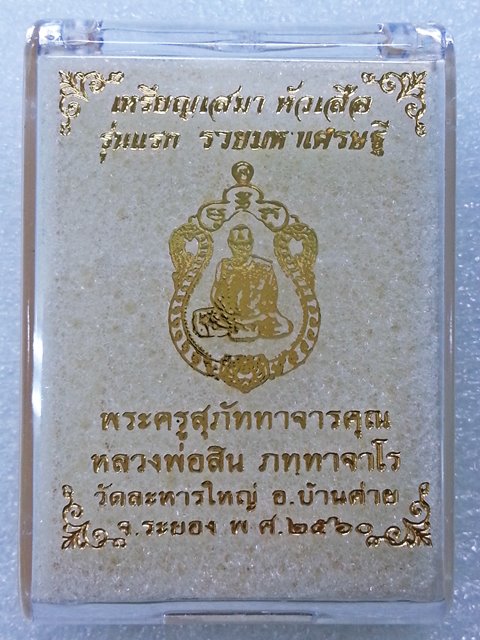 เหรียญเสมา หัวเสือ
รุ่นแรก รวยมหาเศรษฐี
พระครูสุภัททาจารคุณ
หลวงพ่อสิน ภทฺทาจาโร
วัดละหารใหญ่ อ.บ้านค่าย
จ.ระยอง พ.ศ.๒๕๖๐